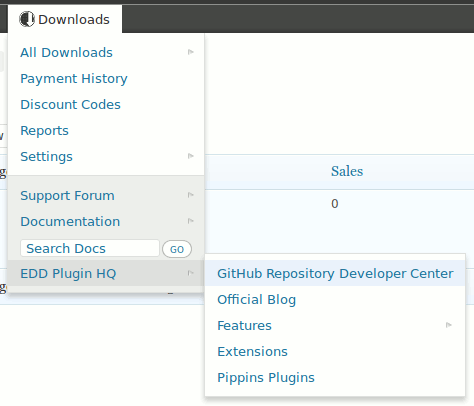 Downloads
All Downloads
Payment History
Discount Codes
Reports
Settings
Sales
0
Support Forum
Documentation
Search Docs GO
EDD Plugin HQ
GitHub Repository Developer Center
Official Blog
Features
Extensions
Pippins Plugins